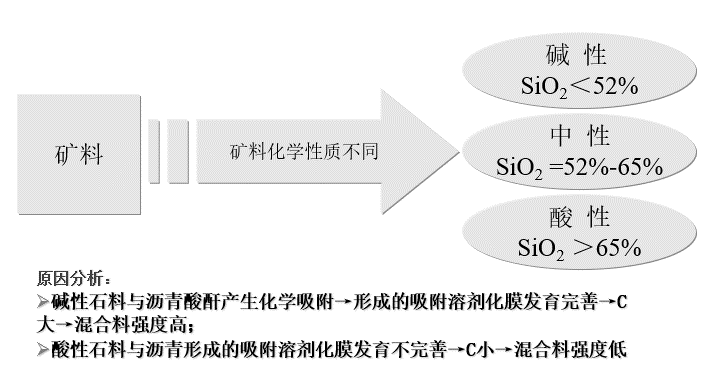 矿料
矿料化学性质不同
碱 性
SiO₂＜52%
中 性
SiO₂ =52%-65%
酸 性
SiO₂ ＞65%
原因分析：
➢碱性石料与沥青酸酐产生化学吸附→形成的吸附溶剂化膜发育完善→C
大→混合料强度高；
➢酸性石料与沥青形成的吸附溶剂化膜发育不完善→C小→混合料强度低